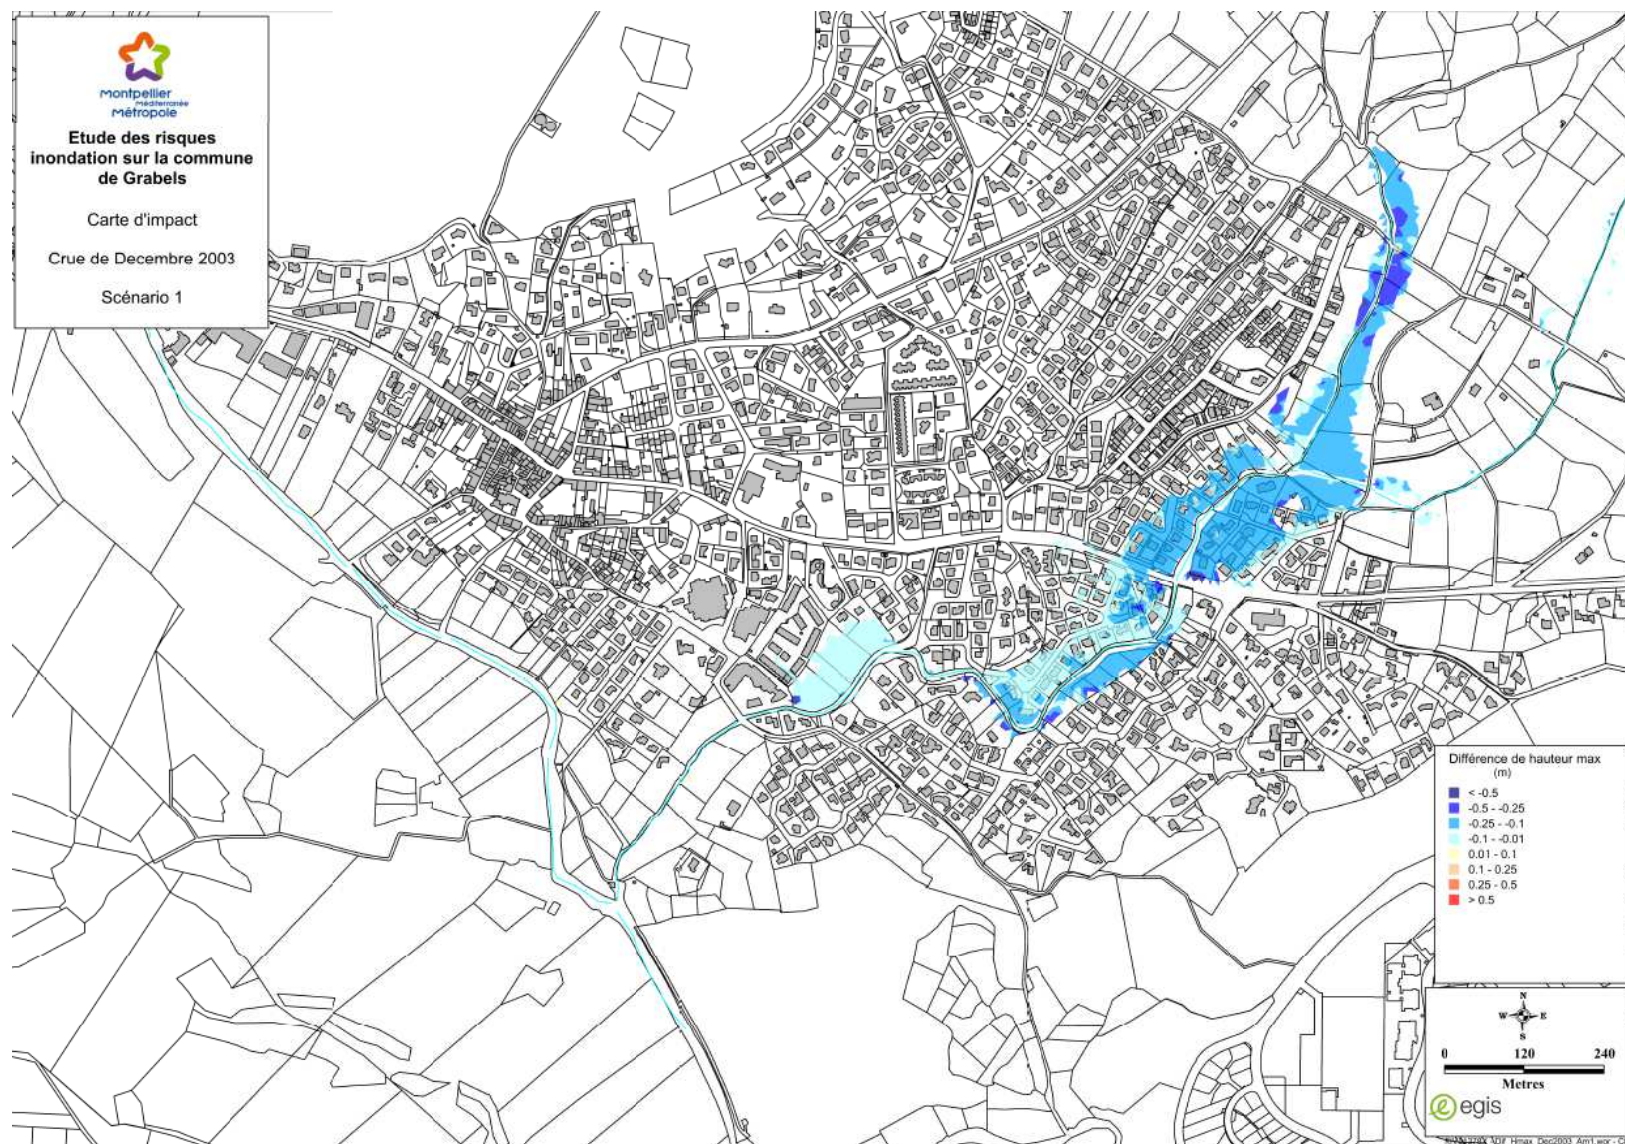 montpellier
Méditerranée
Métropole
Etude des risques
inondation sur la commune
de Grabels
Carte d'impact
Crue de Decembre 2003
Scénario 1
Différence de hauteur max
(m)
< -0.5
-0.5 - -0.25
-0.25 - -0.1
-0.1 - -0.01
0.01 - 0.1
0.1 - 0.25
0.25 - 0.5
> 0.5
N
W E
S
0 120 240
Metres
egis